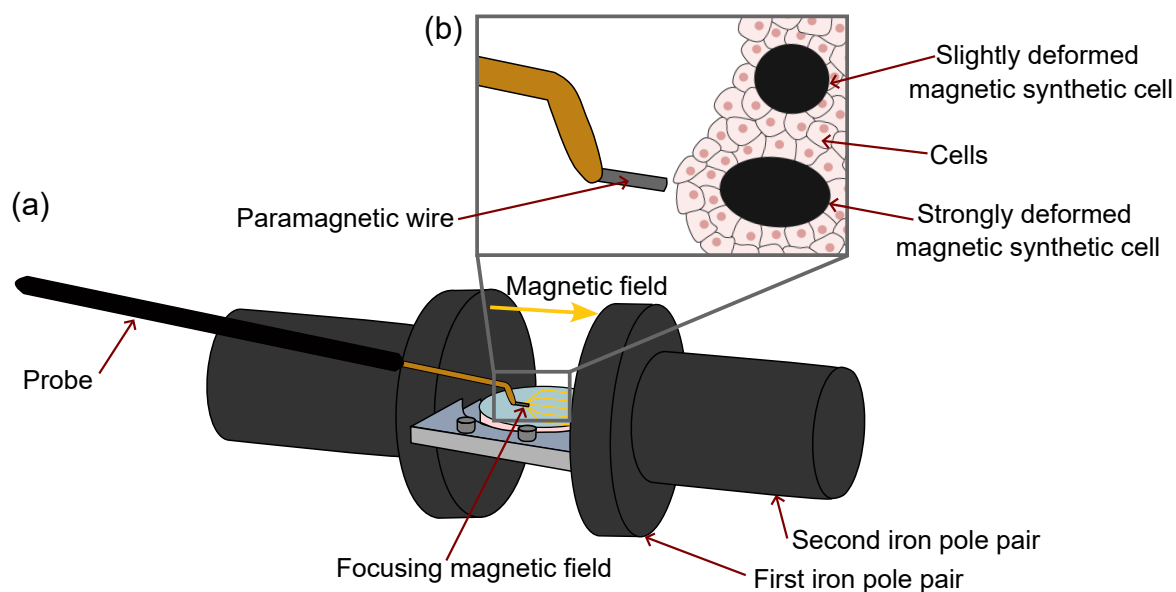 (b)
Slightly deformed
magnetic synthetic cell
Cells
Paramagnetic wire
Strongly deformed
magnetic synthetic cell
(a)
Magnetic field
Probe
Focusing magnetic field
Second iron pole pair
First iron pole pair